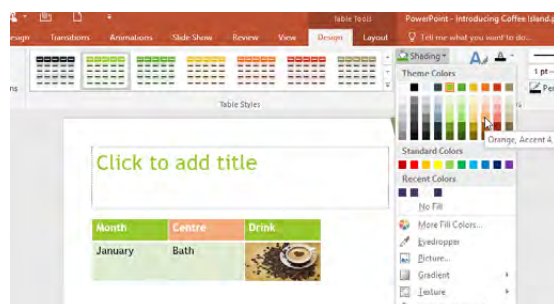 Table Tools
PowerPoint - Introducing Coffee Island.p
esign Transitions Animations Slide Show Review View Design Layout Tell me what you want to do...
Shading
Theme Colors
1 pt
Pe
Table Styles
Orange, Accent 4,
Standard Colors
Recent Colors
Click to add title
No Fill
More Fill Colors...
Eyedropper
Picture...
Gradient
Texture
Month Centre Drink
January Bath